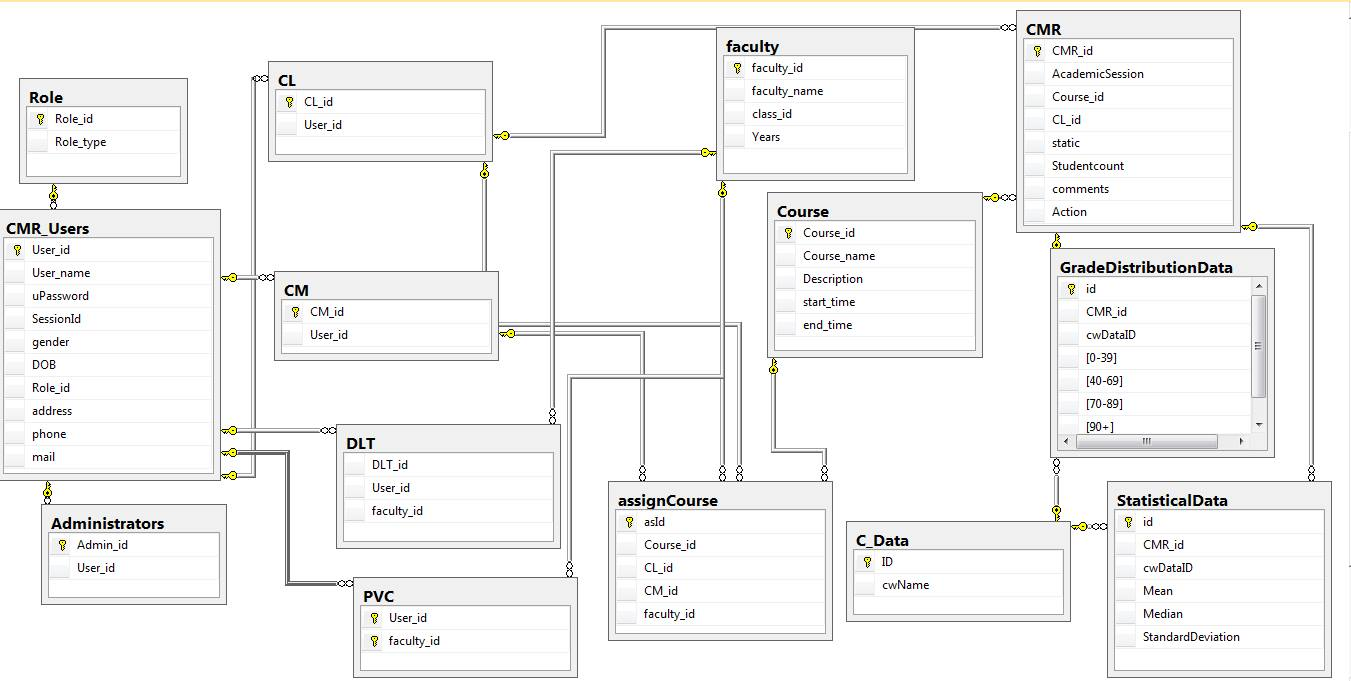 Role
Role_id
Role_type
CMR_Users
User_id
User_name
uPassword
SessionId
gender
DOB
Role_id
address
phone
mail
Administrators
Admin_id
User_id
CL
CL_id
User_id
CM
CM_id
User_id
DLT
DLT_id
User_id
faculty_id
PVC
User_id
faculty_id
faculty
faculty_id
faculty_name
class_id
Years
assignCourse
asId
Course_id
CL_id
CM_id
faculty_id
Course
Course_id
Course_name
Description
start_time
end_time
C_Data
ID
cwName
CMR
CMR_id
AcademicSession
Course_id
CL_id
static
Studentcount
comments
Action
GradeDistributionData
id
CMR_id
cwDataID
[0-39]
[40-69]
[70-89]
[90+]
StatisticalData
id
CMR_id
cwDataID
Mean
Median
StandardDeviation